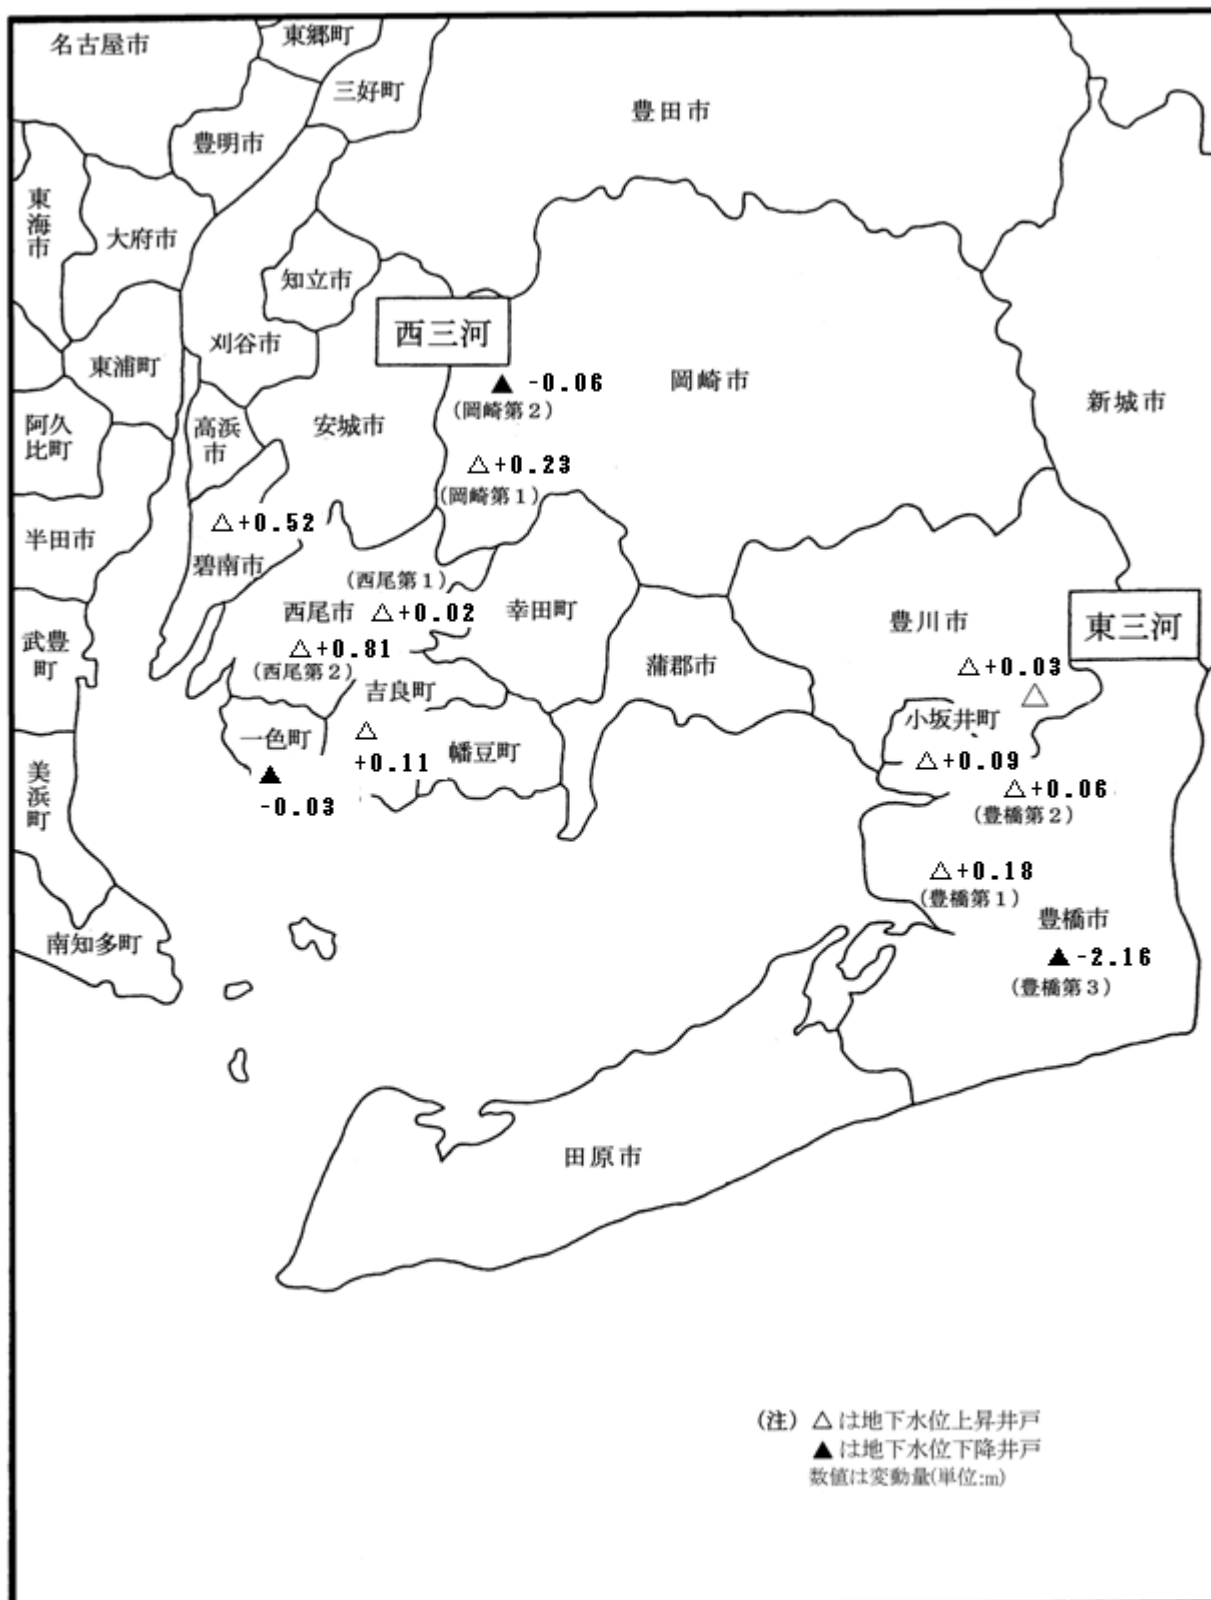 名古屋市
東郷町
三好町
豊明市
豊田市
東海市
大府市
知立市
刈谷市
東浦町
西三河
▲ -0.06
(岡崎第2)
岡崎市
新城市
阿久
比町
高浜
市
安城市
△+0.23
(岡崎第1)
△+0.52
半田市
碧南市
(西尾第1)
西尾市
△+0.02
幸田町
豊川市
東三河
武豊
町
△+0.81
(西尾第2)
蒲郡市
△+0.03
△
吉良町
小坂井町
一色町
△
+0.11
幡豆町
△+0.09
▲
-0.03
美浜町
△+0.06
(豊橋第2)
△+0.18
(豊橋第1)
豊橋市
南知多町
▲-2.16
(豊橋第3)
田原市
(注) △は地下水位上昇井戸
▲は地下水位下降井戸
数値は変動量(単位:m)